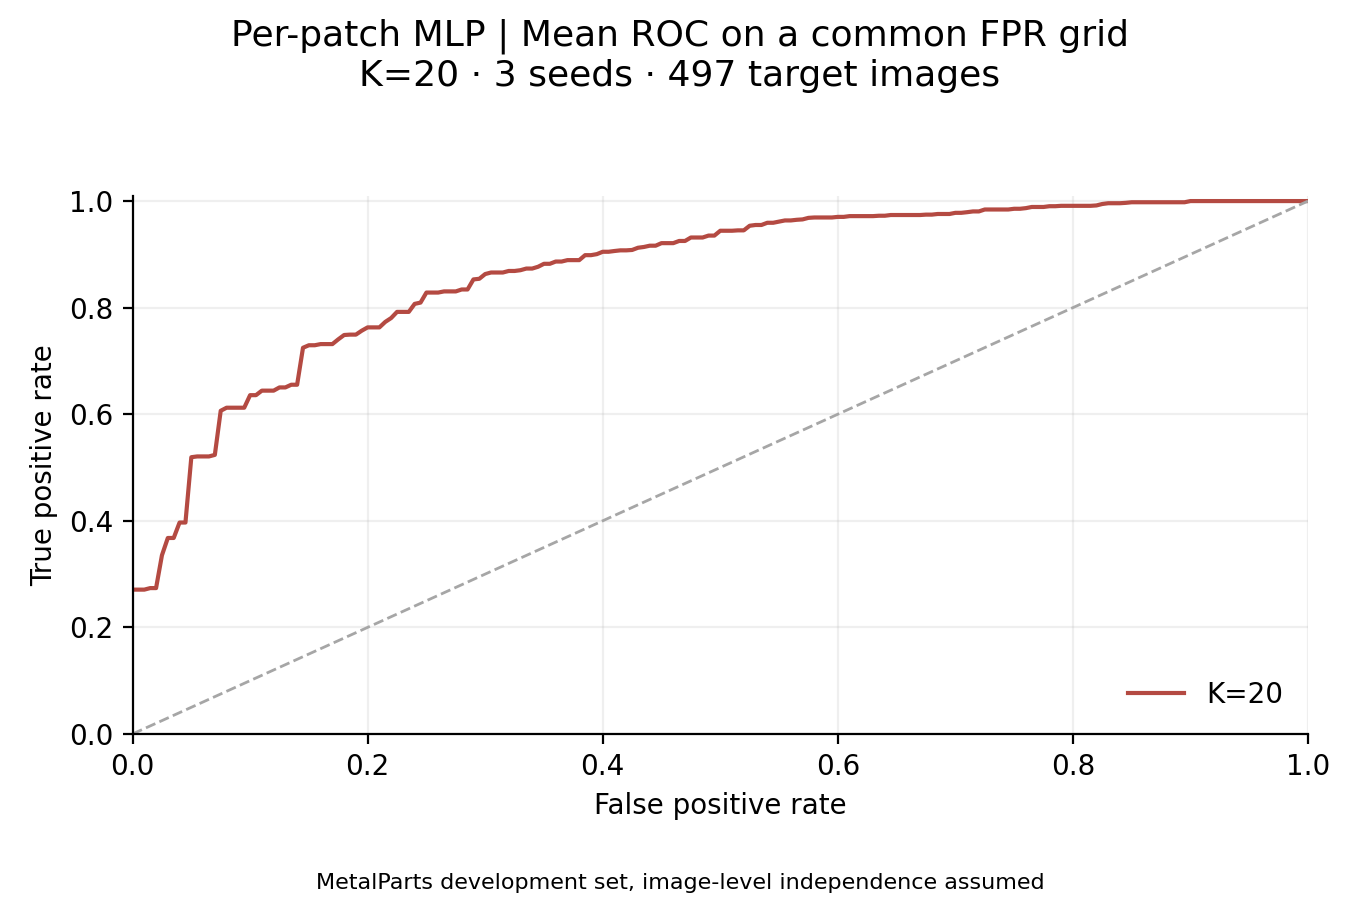 Per-patch MLP | Mean ROC on a common FPR grid
K=20 · 3 seeds · 497 target images
1.0
0.8
0.6
0.4
0.2
0.0
True positive rate
K=20
0.0 0.2 0.4 0.6 0.8 1.0
False positive rate
MetalParts development set, image-level independence assumed